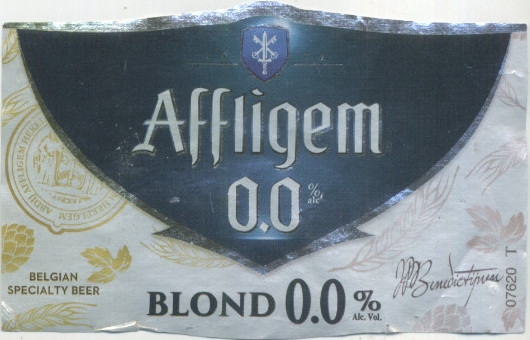 Affligem
0.0 % alc
BELGIAN
SPECIALTY BEER
BLOND 0.0 %
Alc. Vol.
07620 T